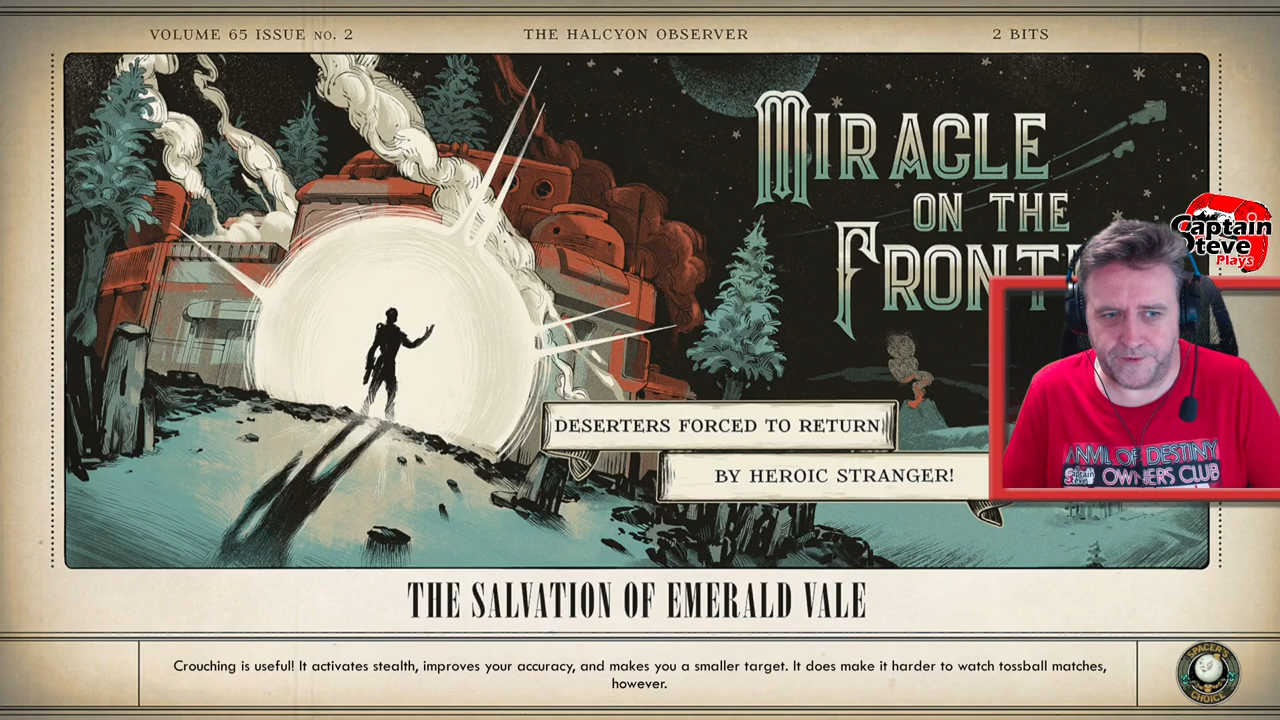 VOLUME 65 ISSUE NO. 2
THE HALCYON OBSERVER
2 BITS
MIRACLE
ON THE
FRONT
Captain
Steve
Plays
DESERTERS FORCED TO RETURN
BY HEROIC STRANGER!
ANVIL OF DESTINY
OWNERS CLUB
THE SALVATION OF EMERALD VALE
Crouching is useful! It activates stealth, improves your accuracy, and makes you a smaller target. It does make it harder to watch tossball matches,
however.
SPACER'S
CHOICE